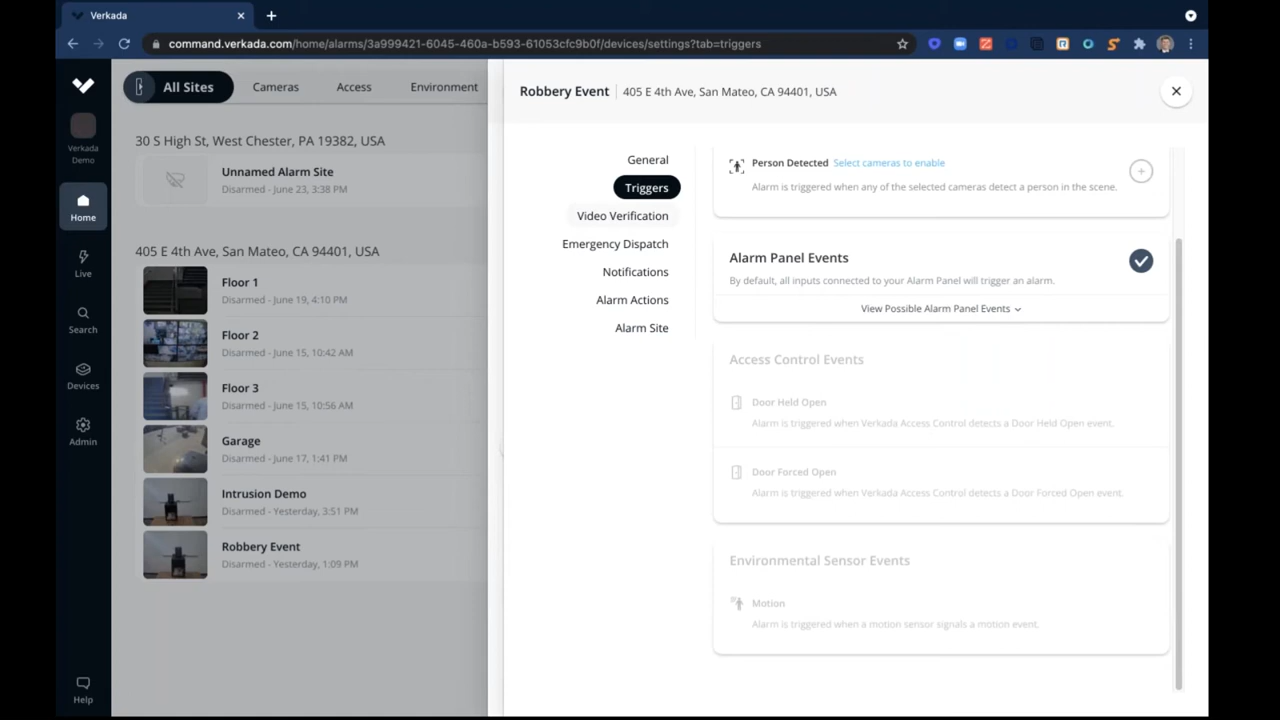 Verkada
command.verkada.com/home/alarms/3a999421-6045-460a-b593-61053cfc9b0f/devices/settings?tab=triggers
Verkada
Demo
Home
Live
Search
Devices
Admin
Help
All Sites
Cameras
Access
Environment
30 S High St, West Chester, PA 19382, USA
Unnamed Alarm Site
Disarmed - June 23, 3:38 PM
405 E 4th Ave, San Mateo, CA 94401, USA
Floor 1
Disarmed - June 19, 4:10 PM
Floor 2
Disarmed - June 15, 10:42 AM
Floor 3
Disarmed - June 15, 10:56 AM
Garage
Disarmed - June 17, 1:41 PM
Intrusion Demo
Disarmed - Yesterday, 3:51 PM
Robbery Event
Disarmed - Yesterday, 1:09 PM
Robbery Event 405 E 4th Ave, San Mateo, CA 94401, USA
General
Triggers
Video Verification
Emergency Dispatch
Notifications
Alarm Actions
Alarm Site
Person Detected Select cameras to enable
Alarm is triggered when any of the selected cameras detect a person in the scene.
Alarm Panel Events
By default, all inputs connected to your Alarm Panel will trigger an alarm.
View Possible Alarm Panel Events
Access Control Events
Door Held Open
Alarm is triggered when Verkada Access Control detects a Door Held Open event.
Door Forced Open
Alarm is triggered when Verkada Access Control detects a Door Forced Open event.
Environmental Sensor Events
Motion
Alarm is triggered when a motion sensor signals a motion event.